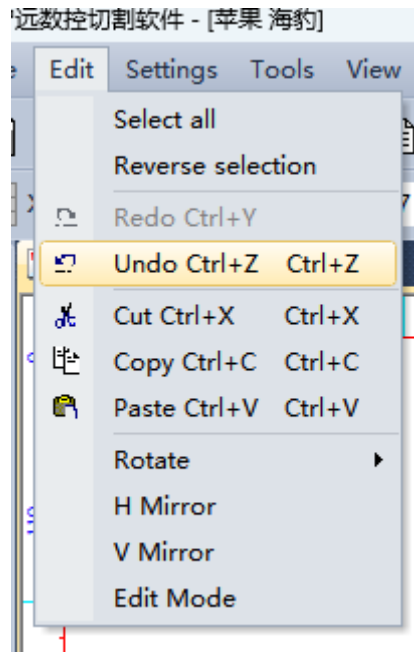 远数控切割软件 - [苹果 海豹]
Edit Settings Tools View
Select all
Reverse selection
Redo Ctrl+Y
Undo Ctrl+Z Ctrl+Z
Cut Ctrl+X Ctrl+X
Copy Ctrl+C Ctrl+C
Paste Ctrl+V Ctrl+V
Rotate
H Mirror
V Mirror
Edit Mode